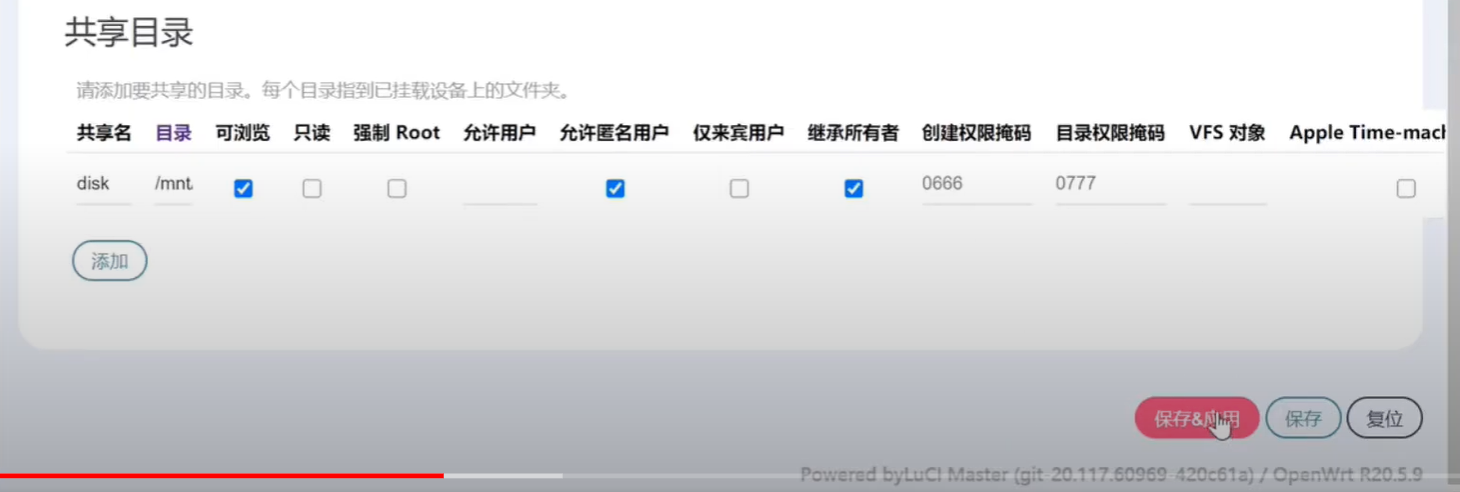 共享目录
请添加要共享的目录。每个目录指到已挂载设备上的文件夹。
共享名 目录 可浏览 只读 强制 Root 允许用户 允许匿名用户 仅来宾用户 继承所有者 创建权限掩码 目录权限掩码 VFS 对象 Apple Time-mach
disk /mnt 0666 0777
添加
保存&应用 保存 复位
Powered byLuCI Master (git-20.117.60969-420c61a) / OpenWrt R20.5.9